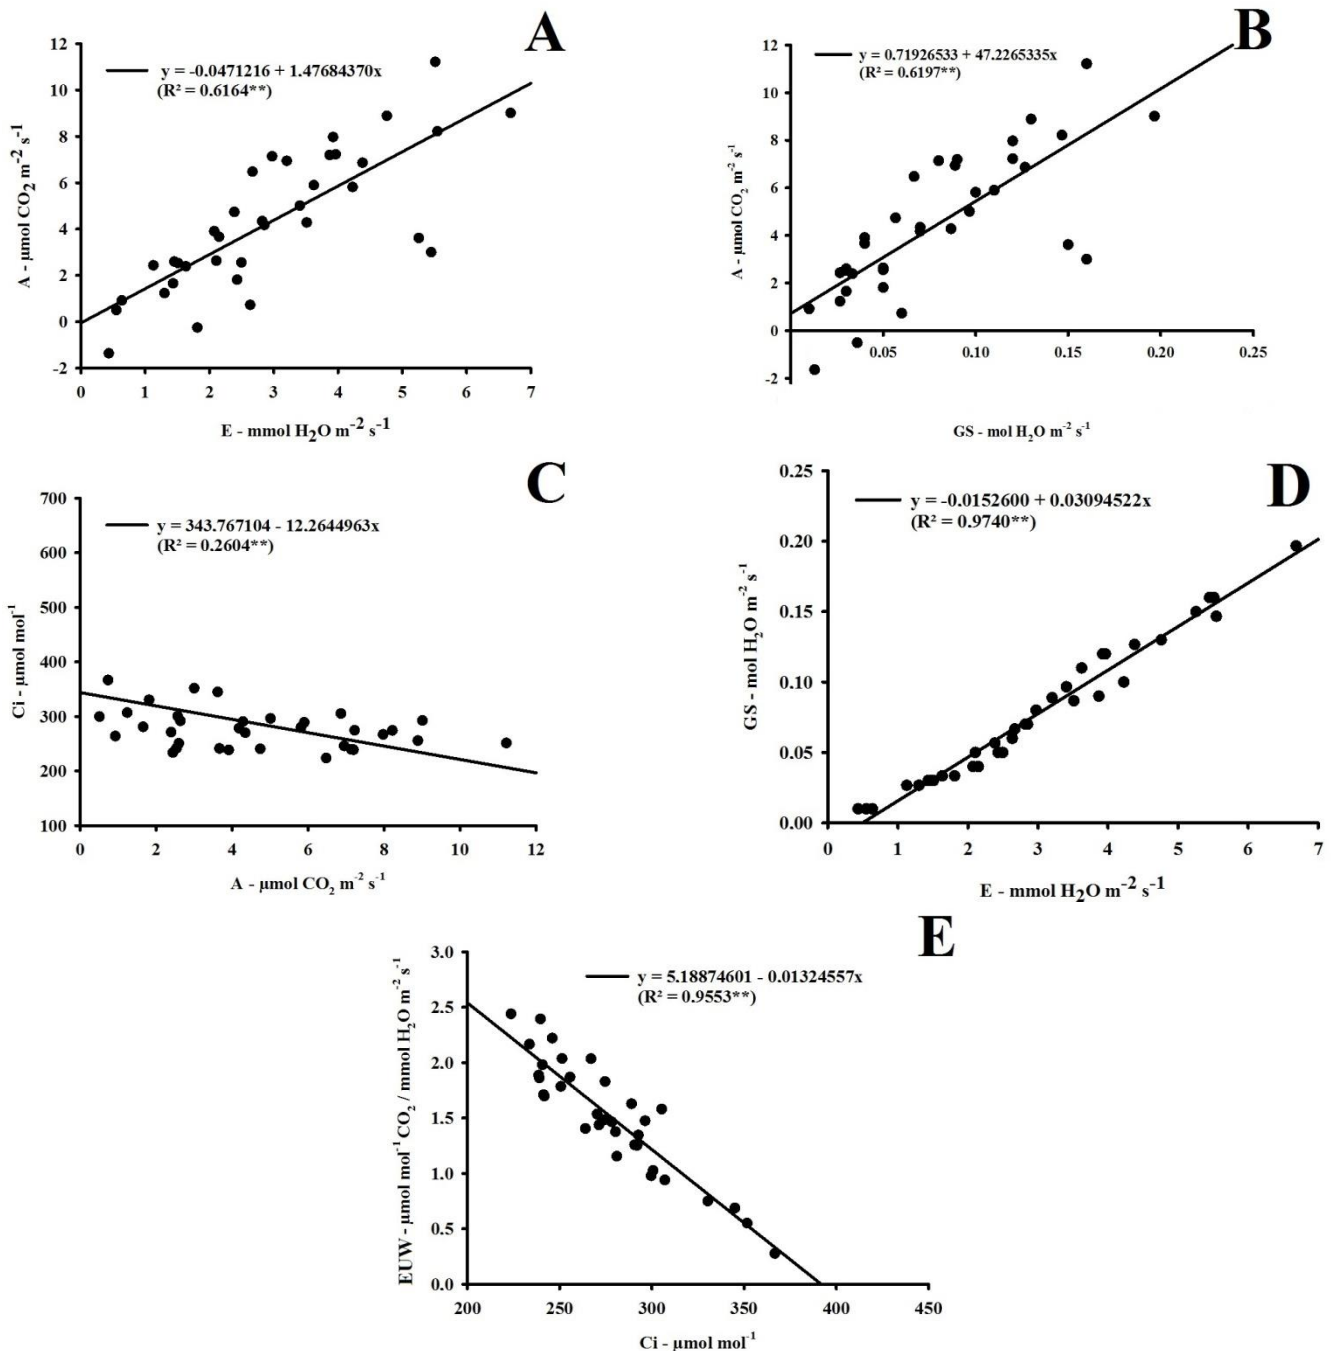 A
12
10
8
6
4
2
0
-2
y = -0.0471216 + 1.47684370x
(R² = 0.6164**)
A - µmol CO₂ m⁻² s⁻¹
0 1 2 3 4 5 6 7
E - mmol H₂O m⁻² s⁻¹
B
12
10
8
6
4
2
0
-2
y = 0.71926533 + 47.2265335x
(R² = 0.6197**)
A - µmol CO₂ m⁻² s⁻¹
0.05 0.10 0.15 0.20 0.25
GS - mol H₂O m⁻² s⁻¹
C
700
600
500
400
300
200
100
y = 343.767104 - 12.2644963x
(R² = 0.2604**)
Ci - µmol mol⁻¹
0 2 4 6 8 10 12
A - µmol CO₂ m⁻² s⁻¹
D
0.25
0.20
0.15
0.10
0.05
0.00
y = -0.0152600 + 0.03094522x
(R² = 0.9740**)
GS - mol H₂O m⁻² s⁻¹
0 1 2 3 4 5 6 7
E - mmol H₂O m⁻² s⁻¹
E
3.0
2.5
2.0
1.5
1.0
0.5
0.0
y = 5.18874601 - 0.01324557x
(R² = 0.9553**)
EUW - µmol mol⁻¹ CO₂ / mmol H₂O m⁻² s⁻¹
200 250 300 350 400 450
Ci - µmol mol⁻¹